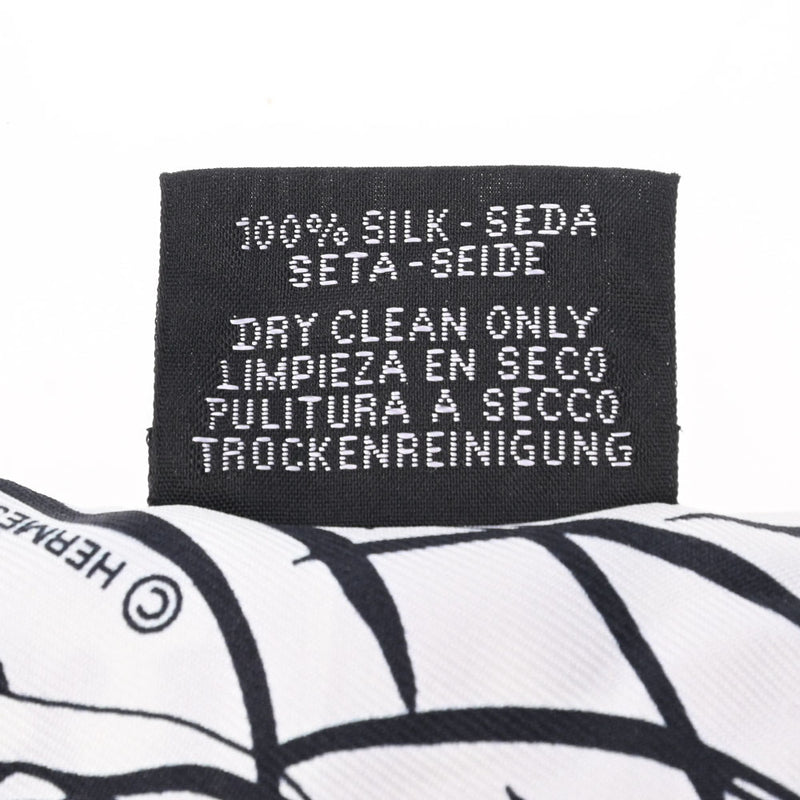 100% SILK - SEDA
SETA - SEIDE
DRY CLEAN ONLY
LIMPIEZA EN SECO
PULITURA A SECCO
TROCKENREINIGUNG
© HERMES